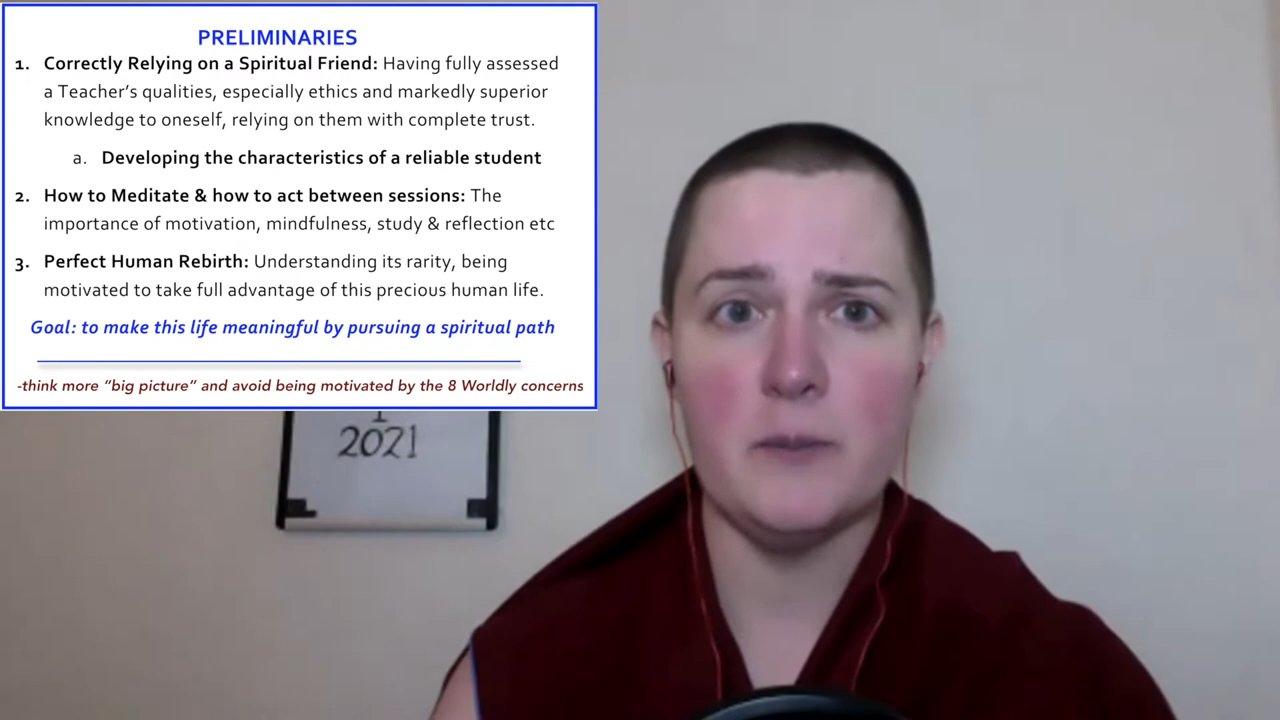 PRELIMINARIES
1. Correctly Relying on a Spiritual Friend: Having fully assessed
a Teacher’s qualities, especially ethics and markedly superior
knowledge to oneself, relying on them with complete trust.
a. Developing the characteristics of a reliable student
2. How to Meditate & how to act between sessions: The
importance of motivation, mindfulness, study & reflection etc
3. Perfect Human Rebirth: Understanding its rarity, being
motivated to take full advantage of this precious human life.
Goal: to make this life meaningful by pursuing a spiritual path
-think more “big picture” and avoid being motivated by the 8 Worldly concerns
2021